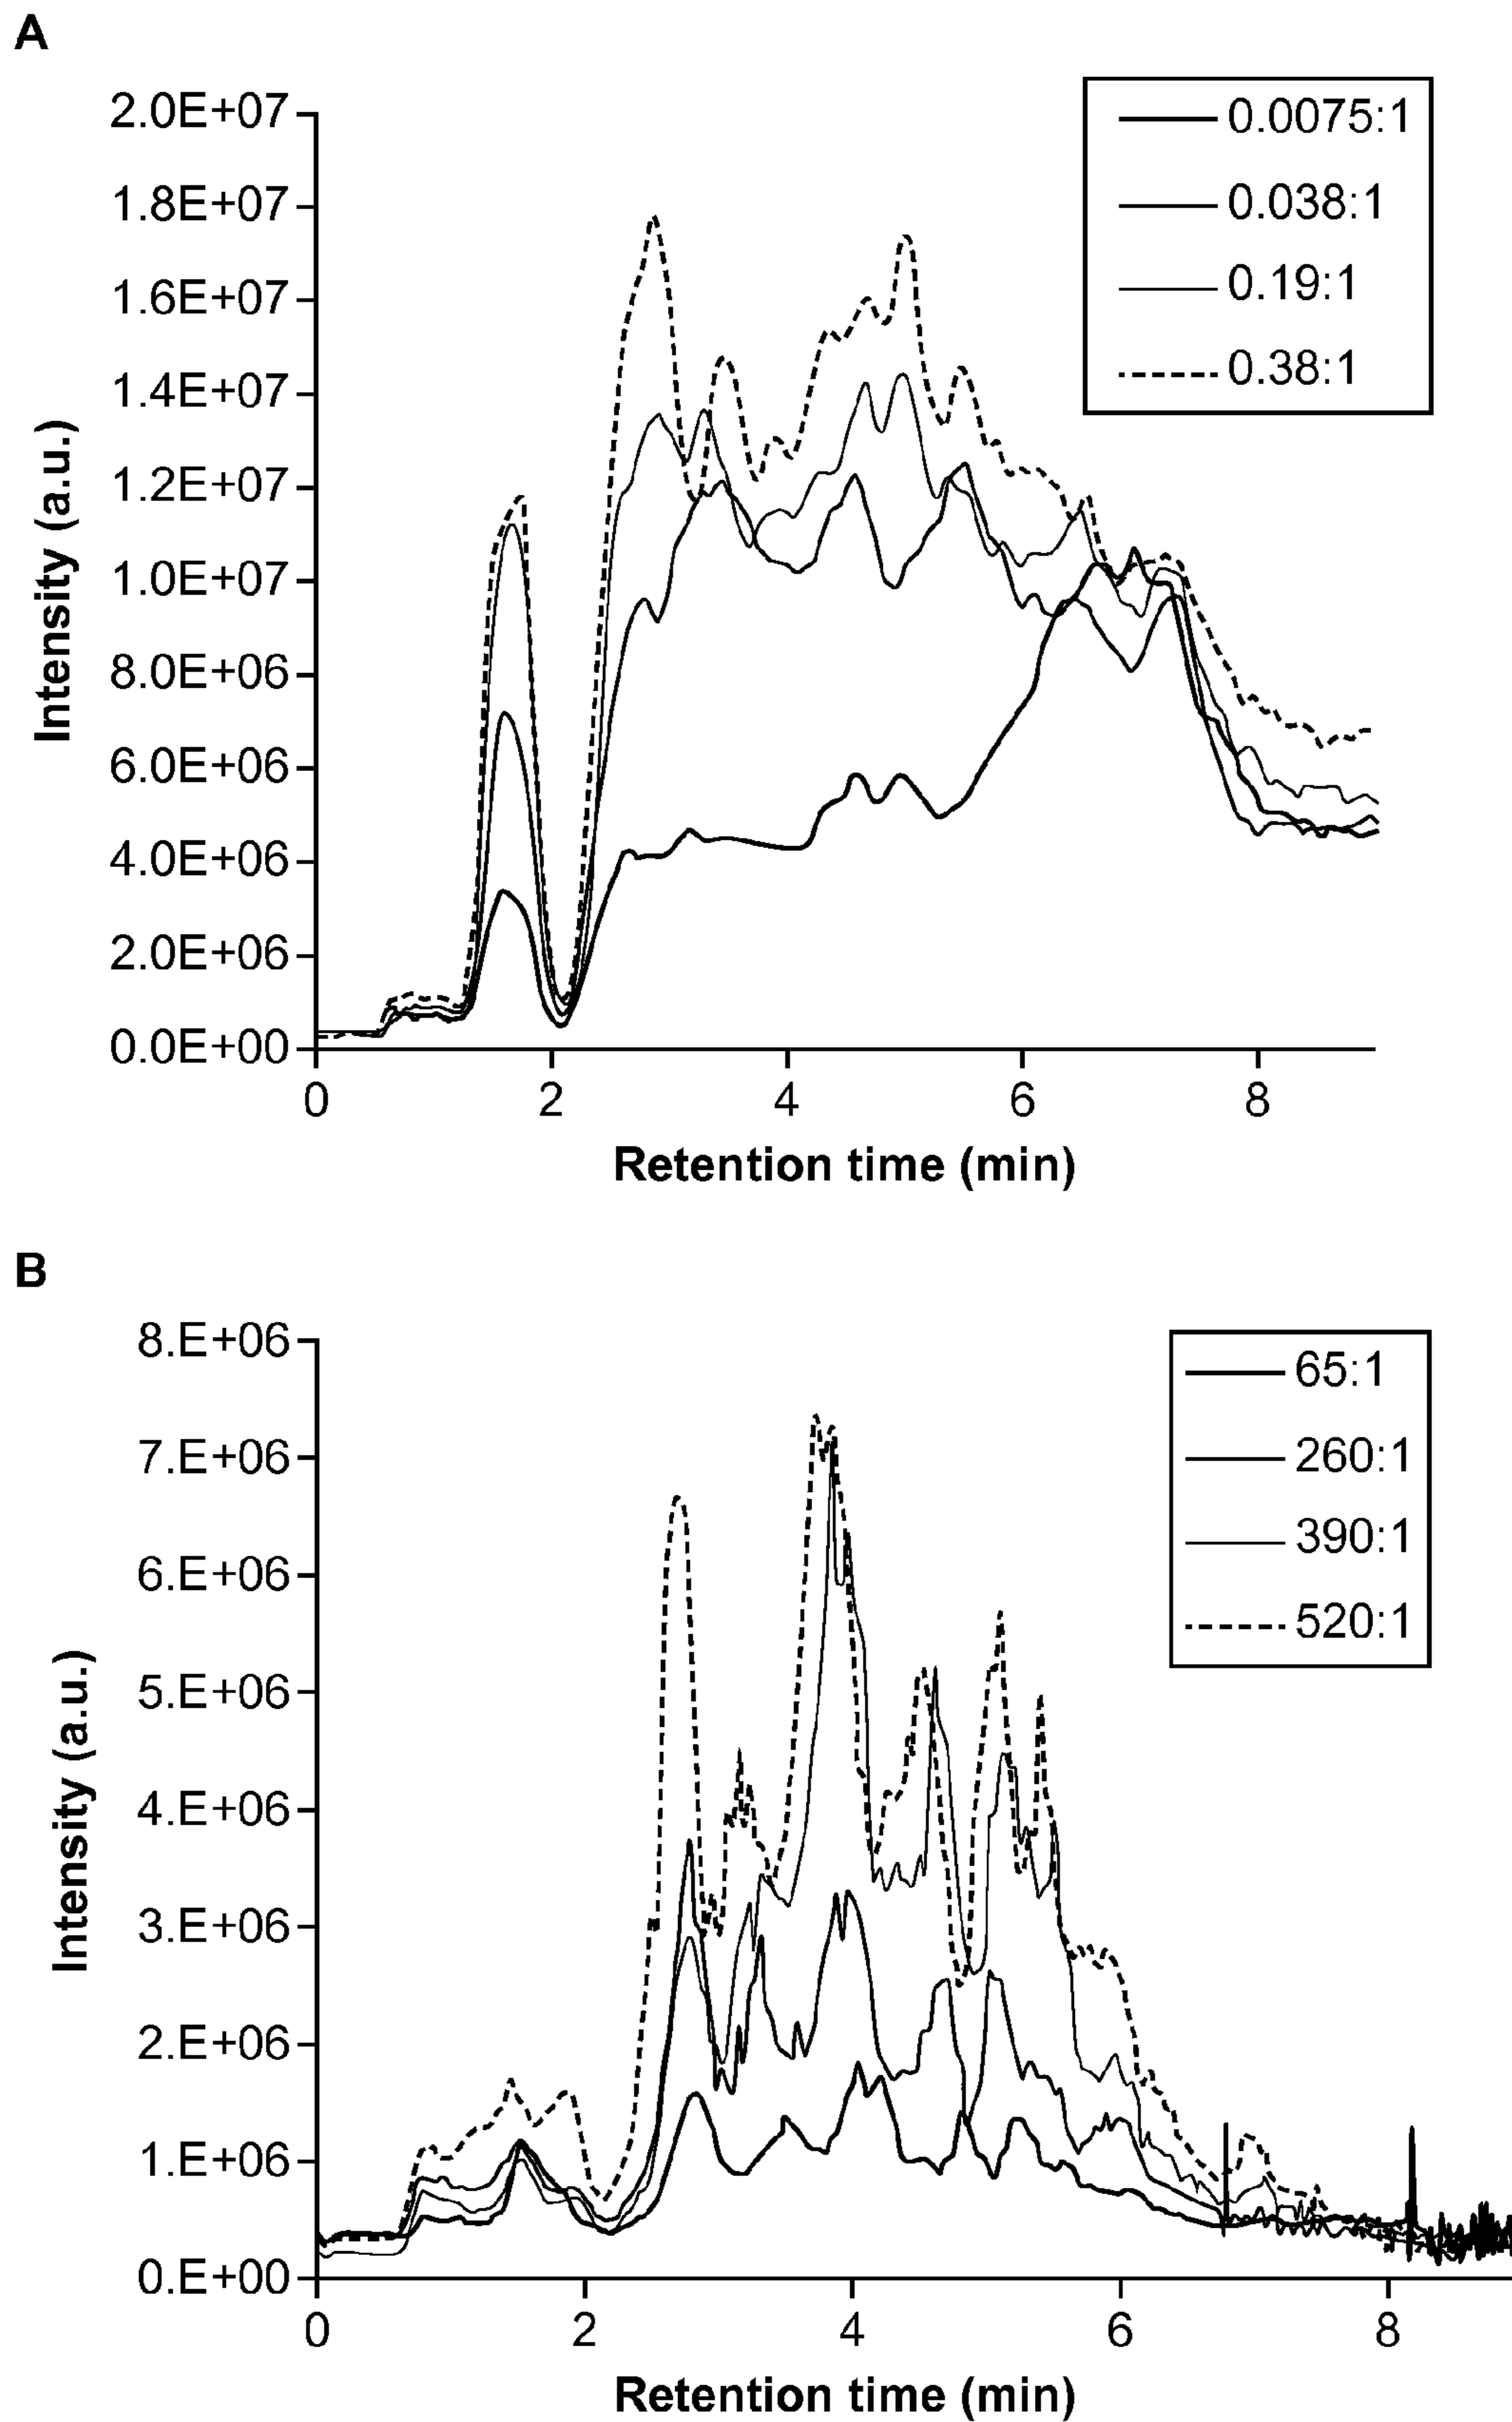 A
2.0E+07
1.8E+07
1.6E+07
1.4E+07
1.2E+07
1.0E+07
8.0E+06
6.0E+06
4.0E+06
2.0E+06
0.0E+00
Intensity (a.u.)
0.0075:1
0.038:1
0.19:1
0.38:1
0 2 4 6 8
Retention time (min)
B
8.E+06
7.E+06
6.E+06
5.E+06
4.E+06
3.E+06
2.E+06
1.E+06
0.E+00
Intensity (a.u.)
65:1
260:1
390:1
520:1
0 2 4 6 8
Retention time (min)